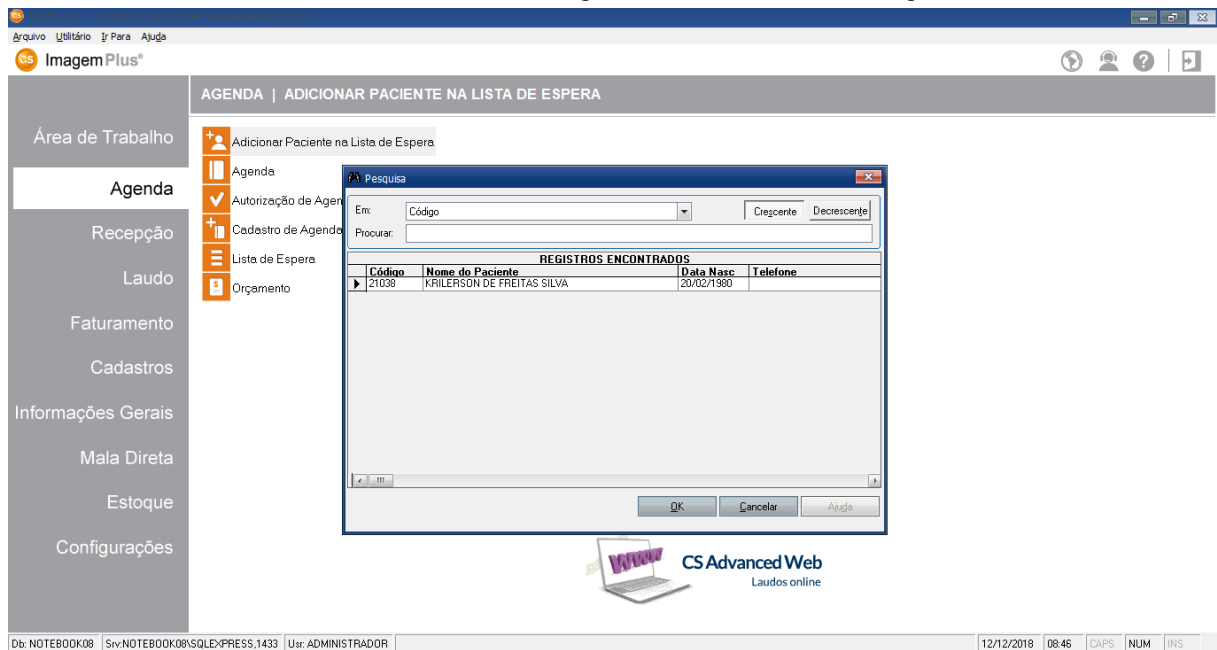 Arquivo Utilitário Ir Para Ajuda
CS ImagemPlus®
AGENDA | ADICIONAR PACIENTE NA LISTA DE ESPERA
Área de Trabalho
Agenda
Recepção
Laudo
Faturamento
Cadastros
Informações Gerais
Mala Direta
Estoque
Configurações
Adicionar Paciente na Lista de Espera
Agenda
Autorização de Agen
Cadastro de Agenda
Lista de Espera
Orçamento
Pesquisa
Em: Código Crescente Decrescente
Procurar:
REGISTROS ENCONTRADOS
Código Nome do Paciente Data Nasc Telefone
21038 KRILERSON DE FREITAS SILVA 20/02/1980
OK Cancelar Ajuda
WWW CS Advanced Web
Laudos online
Db: NOTEBOOK08 Srv:NOTEBOOK08\SQLEXPRESS,1433 Usr: ADMINISTRADOR 12/12/2018 08:46 CAPS NUM INS